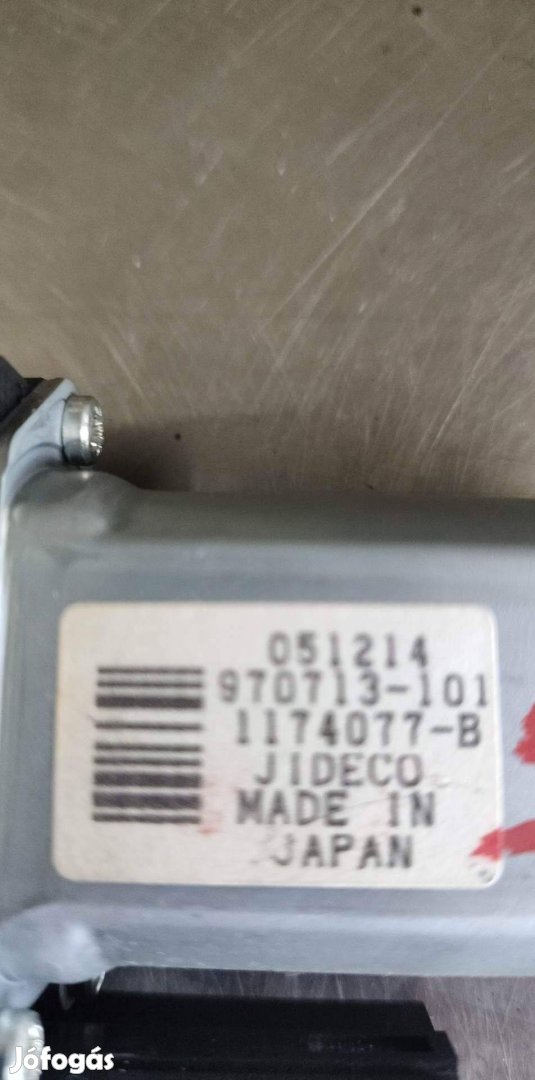 051214
970713-101
1174077-B
JIDECO
MADE IN
JAPAN
Jófogás